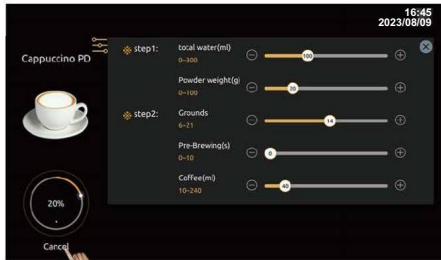 16:45
2023/08/09
Cappuccino PD
step1:
total water(ml)
0~300
100
Powder weight(g)
0~100
20
step2:
Grounds
6~21
14
Pre-Brewing(s)
0~10
0
Coffee(ml)
10~240
40
20%
Cancel